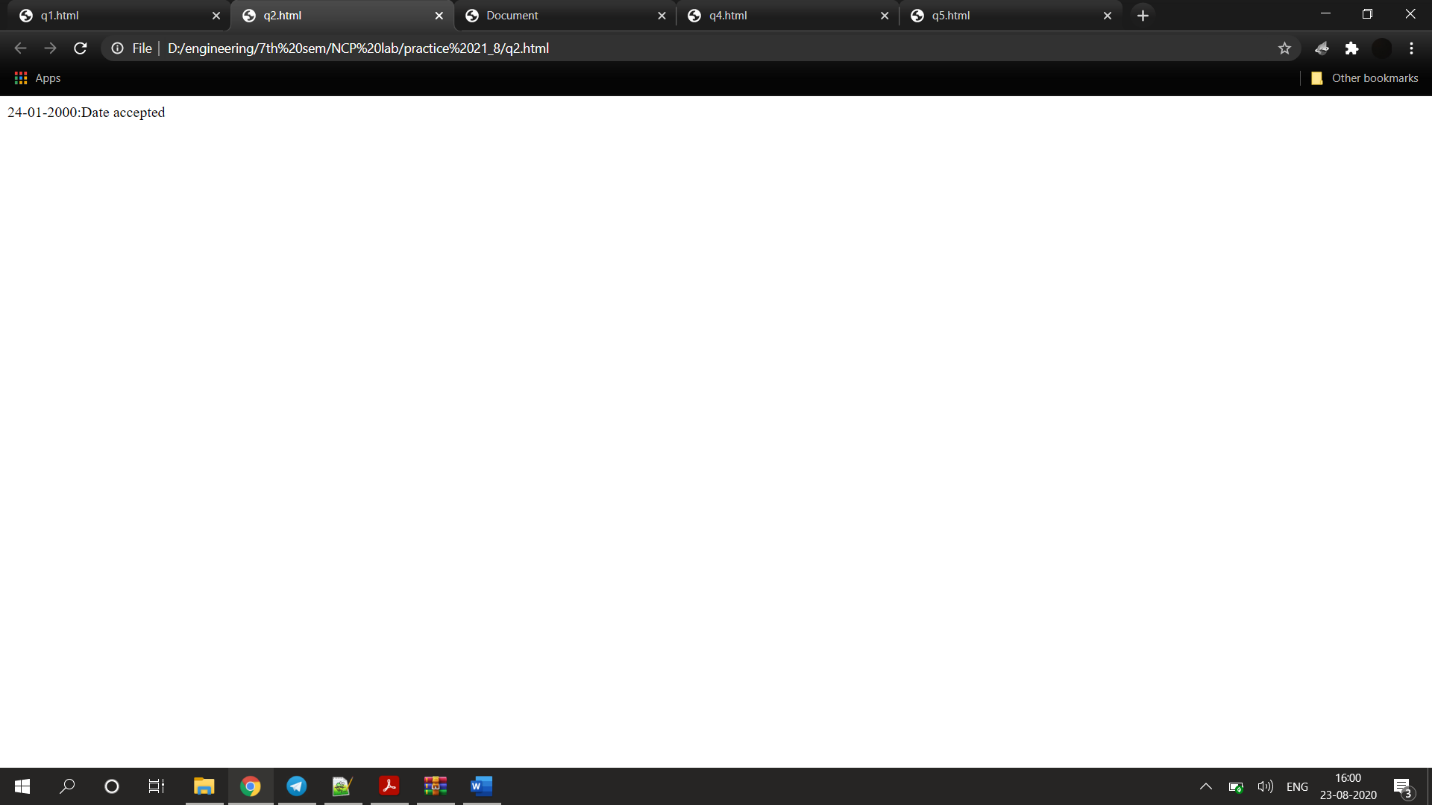 q1.html
q2.html
Document
q4.html
q5.html
File | D:/engineering/7th%20sem/NCP%20lab/practice%2021_8/q2.html
Apps
Other bookmarks
24-01-2000:Date accepted
W
ENG
16:00
23-08-2020
3